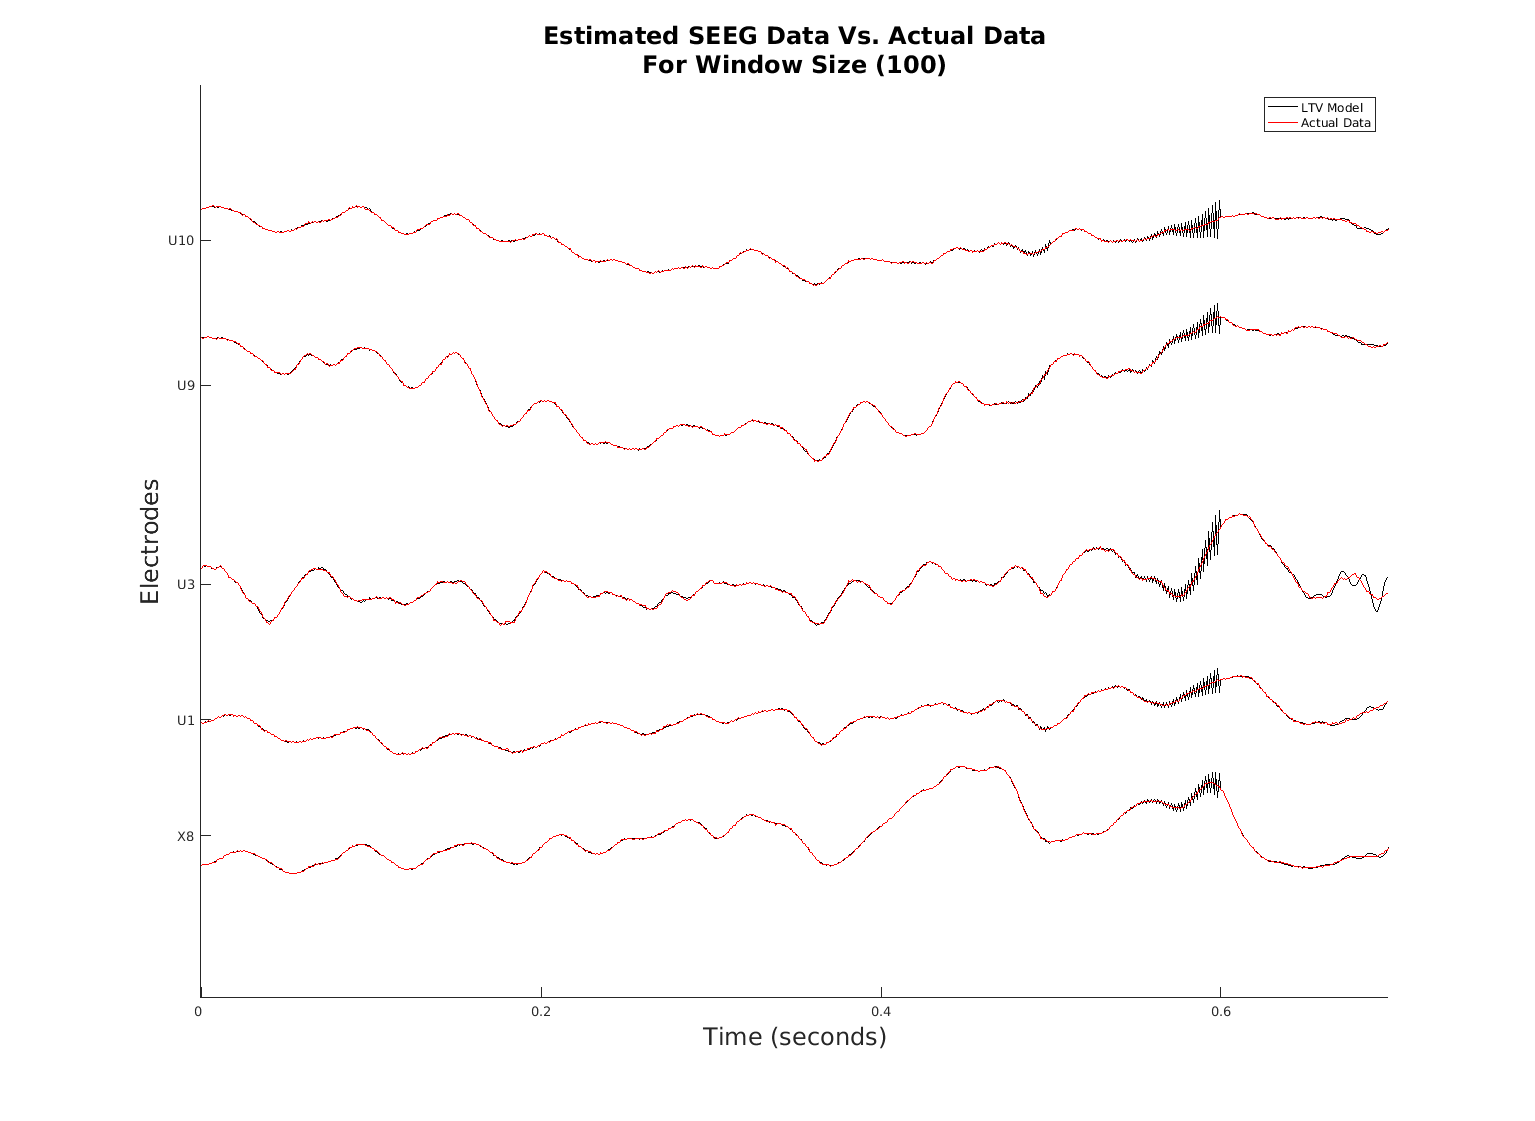 Estimated SEEG Data Vs. Actual Data
For Window Size (100)
LTV Model
Actual Data
U10
U9
U3
U1
X8
Electrodes
0
0.2
0.4
0.6
Time (seconds)